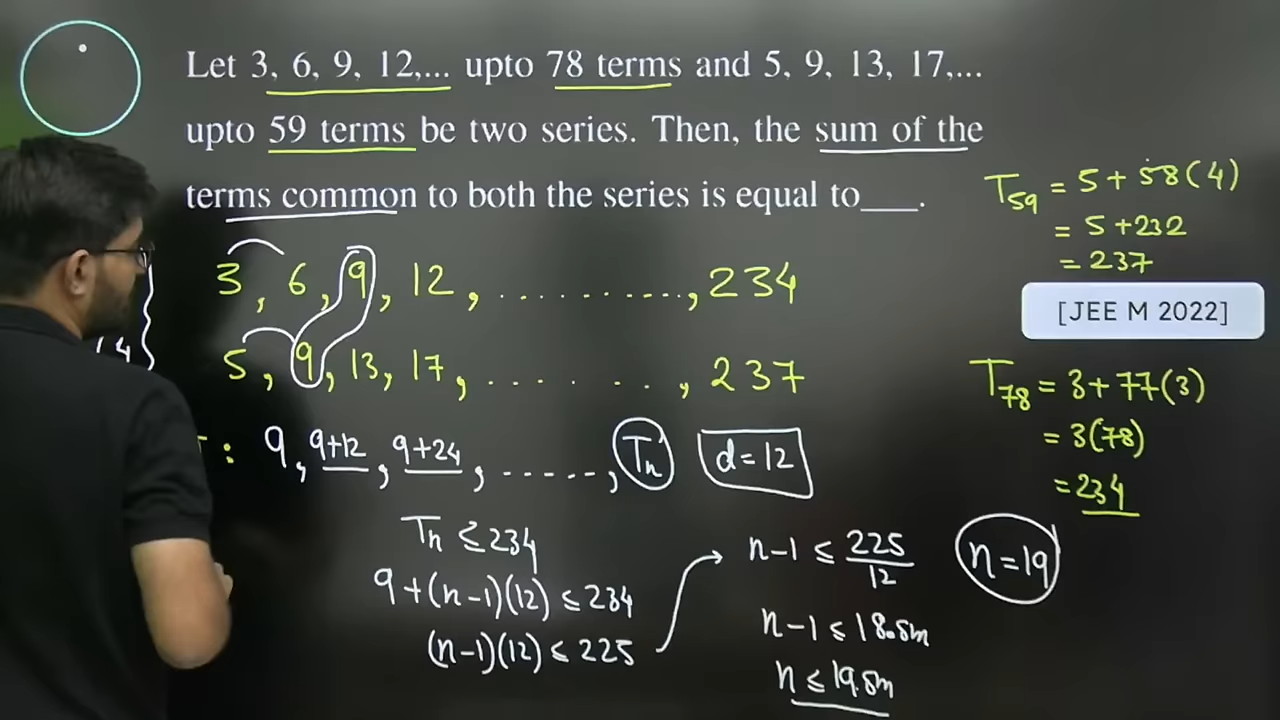 Let 3, 6, 9, 12,... upto 78 terms and 5, 9, 13, 17,...
upto 59 terms be two series. Then, the sum of the
terms common to both the series is equal to___.
T₅₉ = 5 + 58(4)
= 5 + 232
= 237
[JEE M 2022]
3, 6, 9, 12, .........., 234
5, 9, 13, 17, ......, 237
T₇₈ = 3 + 77(3)
= 3(78)
= 234
: 9, 9+12, 9+24, ......, Tₙ d = 12
Tₙ ≤ 234
9 + (n-1)(12) ≤ 234
(n-1)(12) ≤ 225
n-1 ≤ 225/12
n-1 ≤ 18.
n ≤ 19.
n = 19